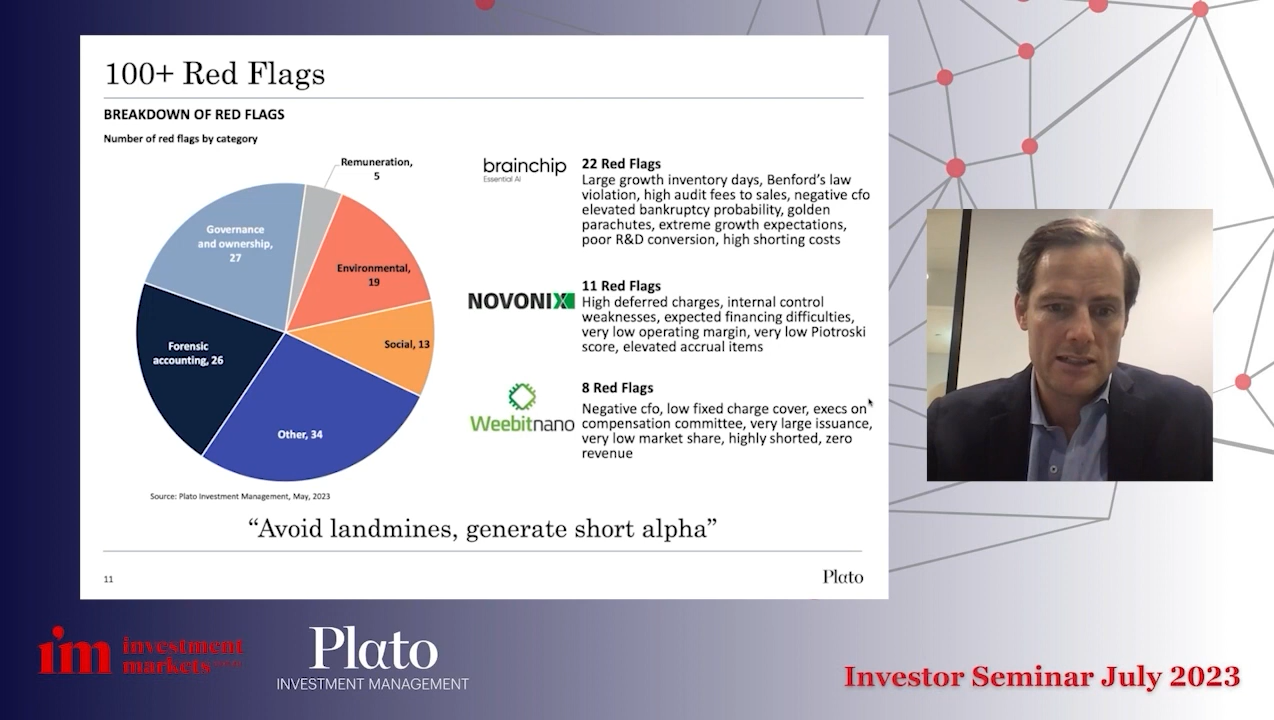 100+ Red Flags
BREAKDOWN OF RED FLAGS
Number of red flags by category
Remuneration,
5
Governance
and ownership,
27
Environmental,
19
Forensic
accounting, 26
Social, 13
Other, 34
Source: Plato Investment Management, May, 2023
brainchip
Essential AI
22 Red Flags
Large growth inventory days, Benford's law
violation, high audit fees to sales, negative cfo
elevated bankruptcy probability, golden
parachutes, extreme growth expectations,
poor R&D conversion, high shorting costs
NOVONIX
11 Red Flags
High deferred charges, internal control
weaknesses, expected financing difficulties,
very low operating margin, very low Piotroski
score, elevated accrual items
Weebitnano
8 Red Flags
Negative cfo, low fixed charge cover, execs on
compensation committee, very large issuance,
very low market share, highly shorted, zero
revenue
“Avoid landmines, generate short alpha”
11
Plato
im investment
markets
Plato
INVESTMENT MANAGEMENT
Investor Seminar July 2023